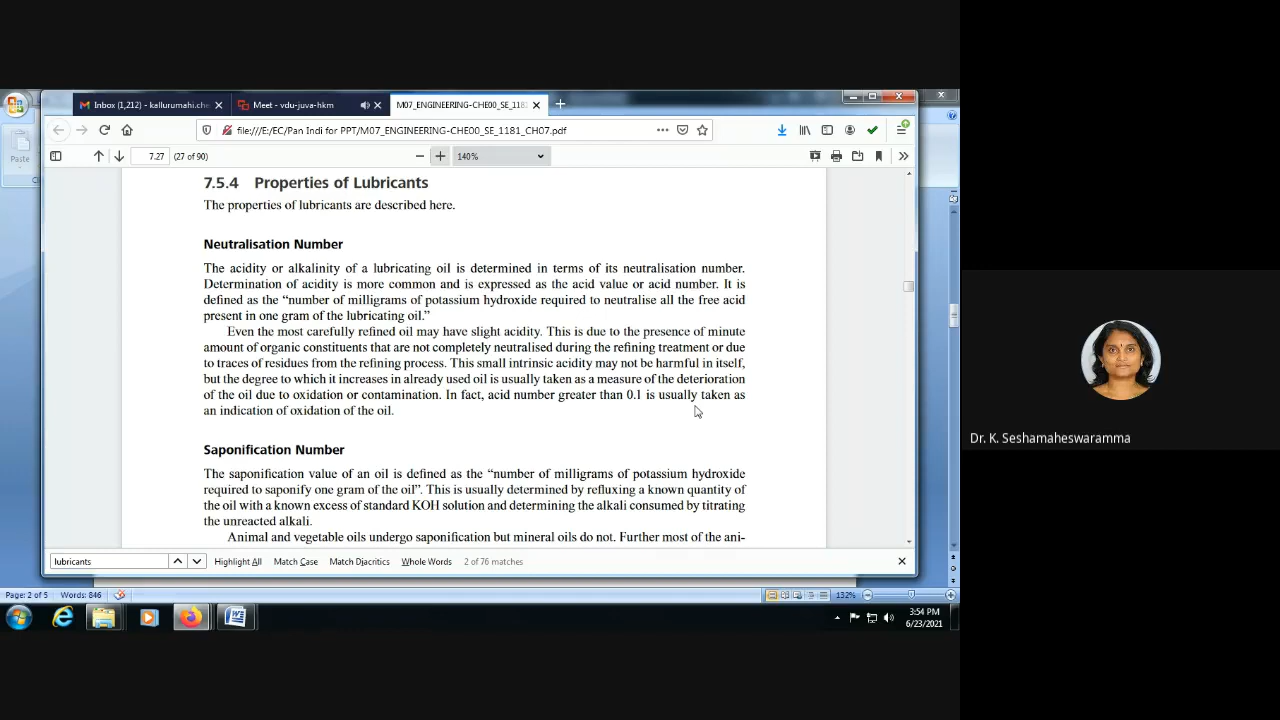 Inbox (1,212) - kallurumahi.che
Meet - vdu-juva-hkm
M07_ENGINEERING-CHE00_SE_118
file:///E:/EC/Pan Indi for PPT/M07_ENGINEERING-CHE00_SE_1181_CH07.pdf
Paste
7.27
(27 of 90)
140%
7.5.4 Properties of Lubricants
The properties of lubricants are described here.
Neutralisation Number
The acidity or alkalinity of a lubricating oil is determined in terms of its neutralisation number.
Determination of acidity is more common and is expressed as the acid value or acid number. It is
defined as the “number of milligrams of potassium hydroxide required to neutralise all the free acid
present in one gram of the lubricating oil.”
Even the most carefully refined oil may have slight acidity. This is due to the presence of minute
amount of organic constituents that are not completely neutralised during the refining treatment or due
to traces of residues from the refining process. This small intrinsic acidity may not be harmful in itself,
but the degree to which it increases in already used oil is usually taken as a measure of the deterioration
of the oil due to oxidation or contamination. In fact, acid number greater than 0.1 is usually taken as
an indication of oxidation of the oil.
Saponification Number
The saponification value of an oil is defined as the “number of milligrams of potassium hydroxide
required to saponify one gram of the oil”. This is usually determined by refluxing a known quantity of
the oil with a known excess of standard KOH solution and determining the alkali consumed by titrating
the unreacted alkali.
Animal and vegetable oils undergo saponification but mineral oils do not. Further most of the ani-
lubricants
Highlight All
Match Case
Match Diacritics
Whole Words
2 of 76 matches
Page: 2 of 5
Words: 846
132%
3:54 PM
6/23/2021
Dr. K. Seshamaheswaramma